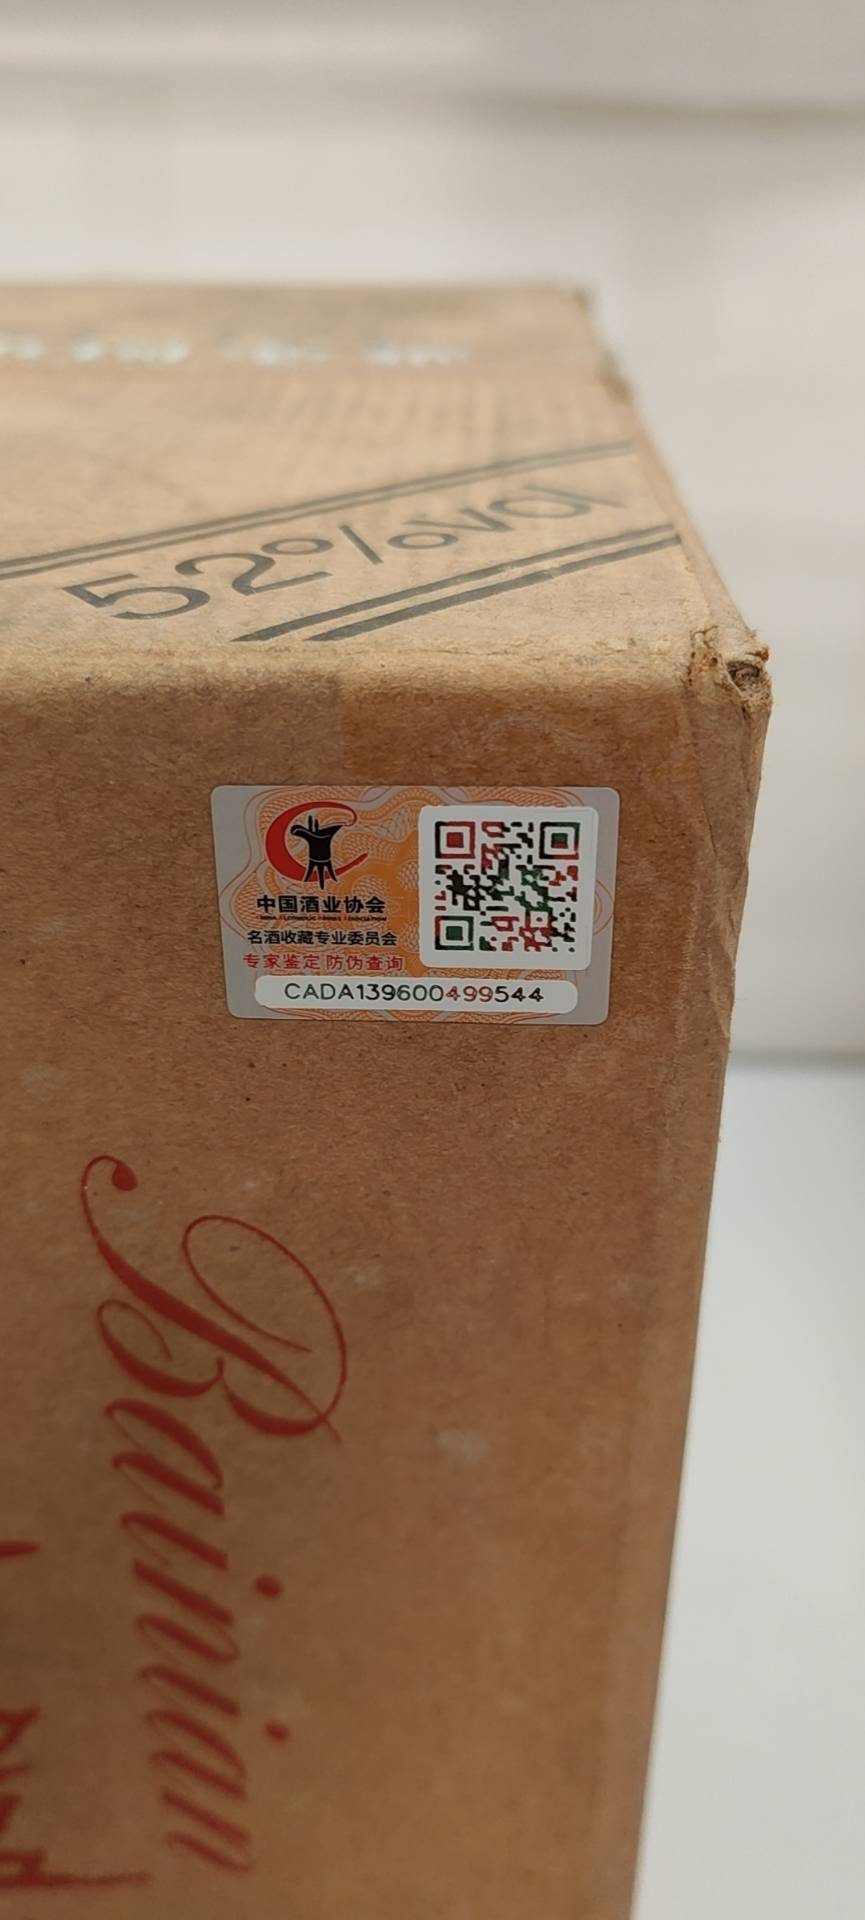 52%vol
中国酒业协会
名酒收藏专业委员会
专家鉴定 防伪查询
CADA139600499544
Bainian